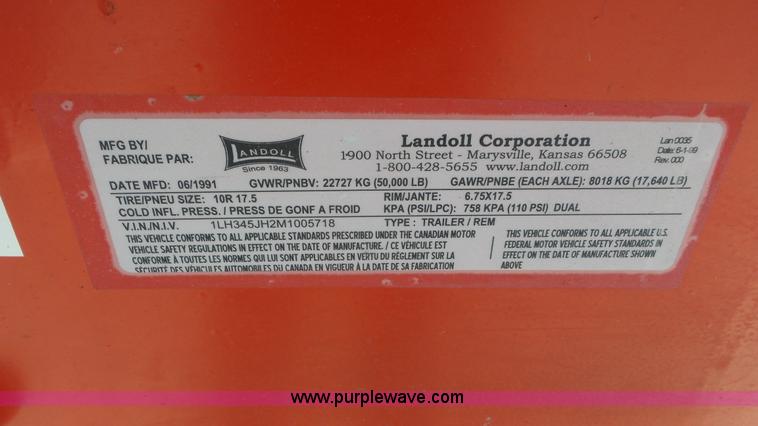 MFG BY/
FABRIQUE PAR:
LANDOLL
Since 1963
Landoll Corporation
1900 North Street - Marysville, Kansas 66508
1-800-428-5655 www.landoll.com
Lan 0035
Date: 6-1-99
Rev. 000
DATE MFD: 06/1991 GVWR/PNBV: 22727 KG (50,000 LB) GAWR/PNBE (EACH AXLE): 8018 KG (17,640 LB)
TIRE/PNEU SIZE: 10R 17.5 RIM/JANTE: 6.75X17.5
COLD INFL. PRESS./ PRESS DE GONF A FROID KPA (PSI/LPC): 758 KPA (110 PSI) DUAL
V.I.N./N.I.V. 1LH345JH2M1005718 TYPE : TRAILER / REM
THIS VEHICLE CONFORMS TO ALL STANDARDS PRESCRIBED UNDER THE CANADIAN MOTOR
VEHICLE SAFETY REGULATIONS IN EFFECT ON THE DATE OF MANUFACTURE. / CE VÉHICULE EST
CONFORME À TOUTES LES NORMES QUI LUI SONT APPLICABLES EN VERTU DU RÈGLEMENT SUR LA
SÉCURITÉ DES VÉHICULES AUTOMOBILES DU CANADA EN VIGUEUR À LA DATE DE SA FABRICATION
THIS VEHICLE CONFORMS TO ALL APPLICABLE U.S.
FEDERAL MOTOR VEHICLE SAFETY STANDARDS IN
EFFECT ON THE DATE OF MANUFACTURE SHOWN
ABOVE
www.purplewave.com